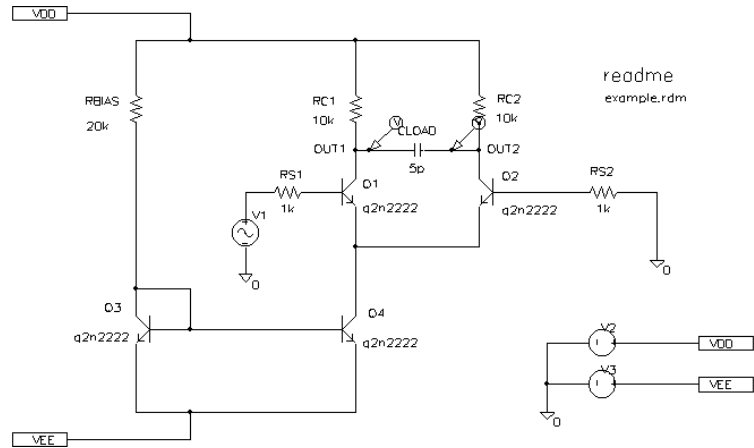 VDD
readme
example.rdm
RBIAS
20k
RC1
10k
RC2
10k
V
V
CLOAD
5p
OUT1
OUT2
RS1
1k
Q1
q2n2222
Q2
q2n2222
RS2
1k
V1
0
0
Q3
q2n2222
Q4
q2n2222
V2
VDD
V3
VEE
0
VEE